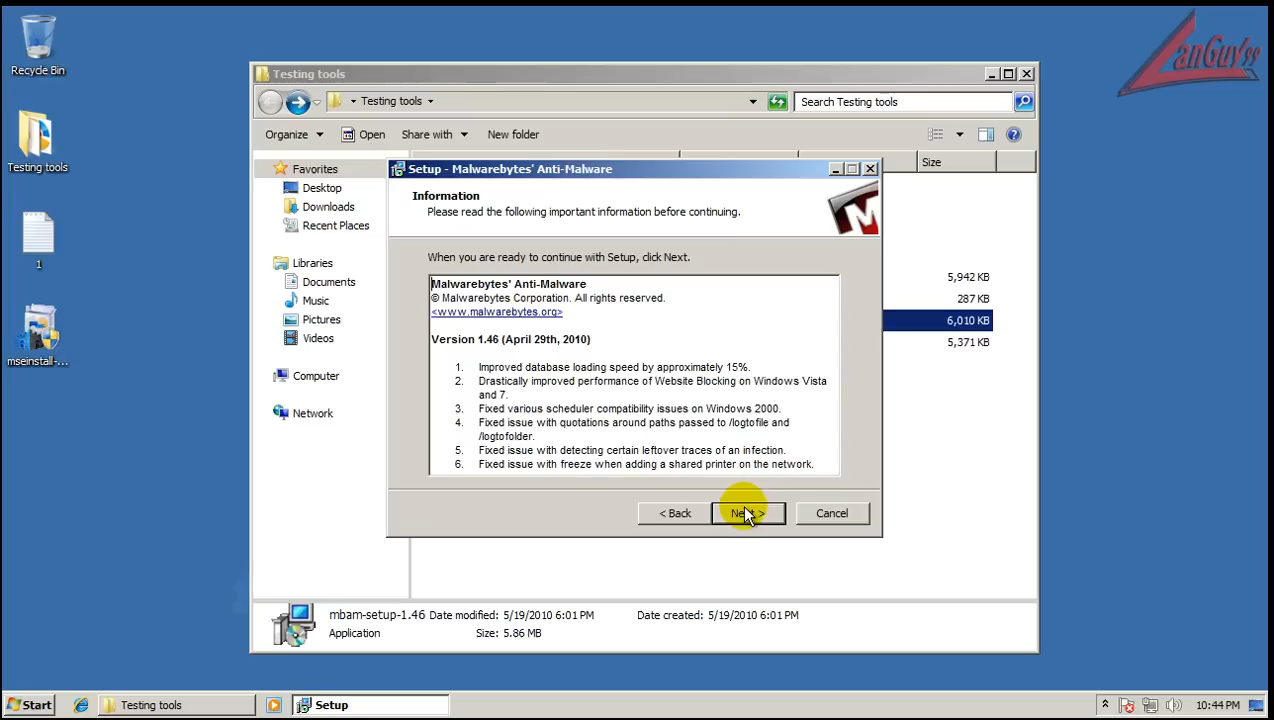 Recycle Bin
Testing tools
1
mseinstall-...
LanGuy99
Testing tools
Testing tools
Search Testing tools
Organize Open Share with New folder
Size
Favorites
Desktop
Downloads
Recent Places
Libraries
Documents
Music
Pictures
Videos
Computer
Network
5,942 KB
287 KB
6,010 KB
5,371 KB
Setup - Malwarebytes' Anti-Malware
Information
Please read the following important information before continuing.
When you are ready to continue with Setup, click Next.
Malwarebytes' Anti-Malware
© Malwarebytes Corporation. All rights reserved.
<www.malwarebytes.org>
Version 1.46 (April 29th, 2010)
1. Improved database loading speed by approximately 15%.
2. Drastically improved performance of Website Blocking on Windows Vista
and 7.
3. Fixed various scheduler compatibility issues on Windows 2000.
4. Fixed issue with quotations around paths passed to /logtofile and
/logtofolder.
5. Fixed issue with detecting certain leftover traces of an infection.
6. Fixed issue with freeze when adding a shared printer on the network.
< Back Next > Cancel
mbam-setup-1.46 Date modified: 5/19/2010 6:01 PM Date created: 5/19/2010 6:01 PM
Application Size: 5.86 MB
Start Testing tools Setup 10:44 PM